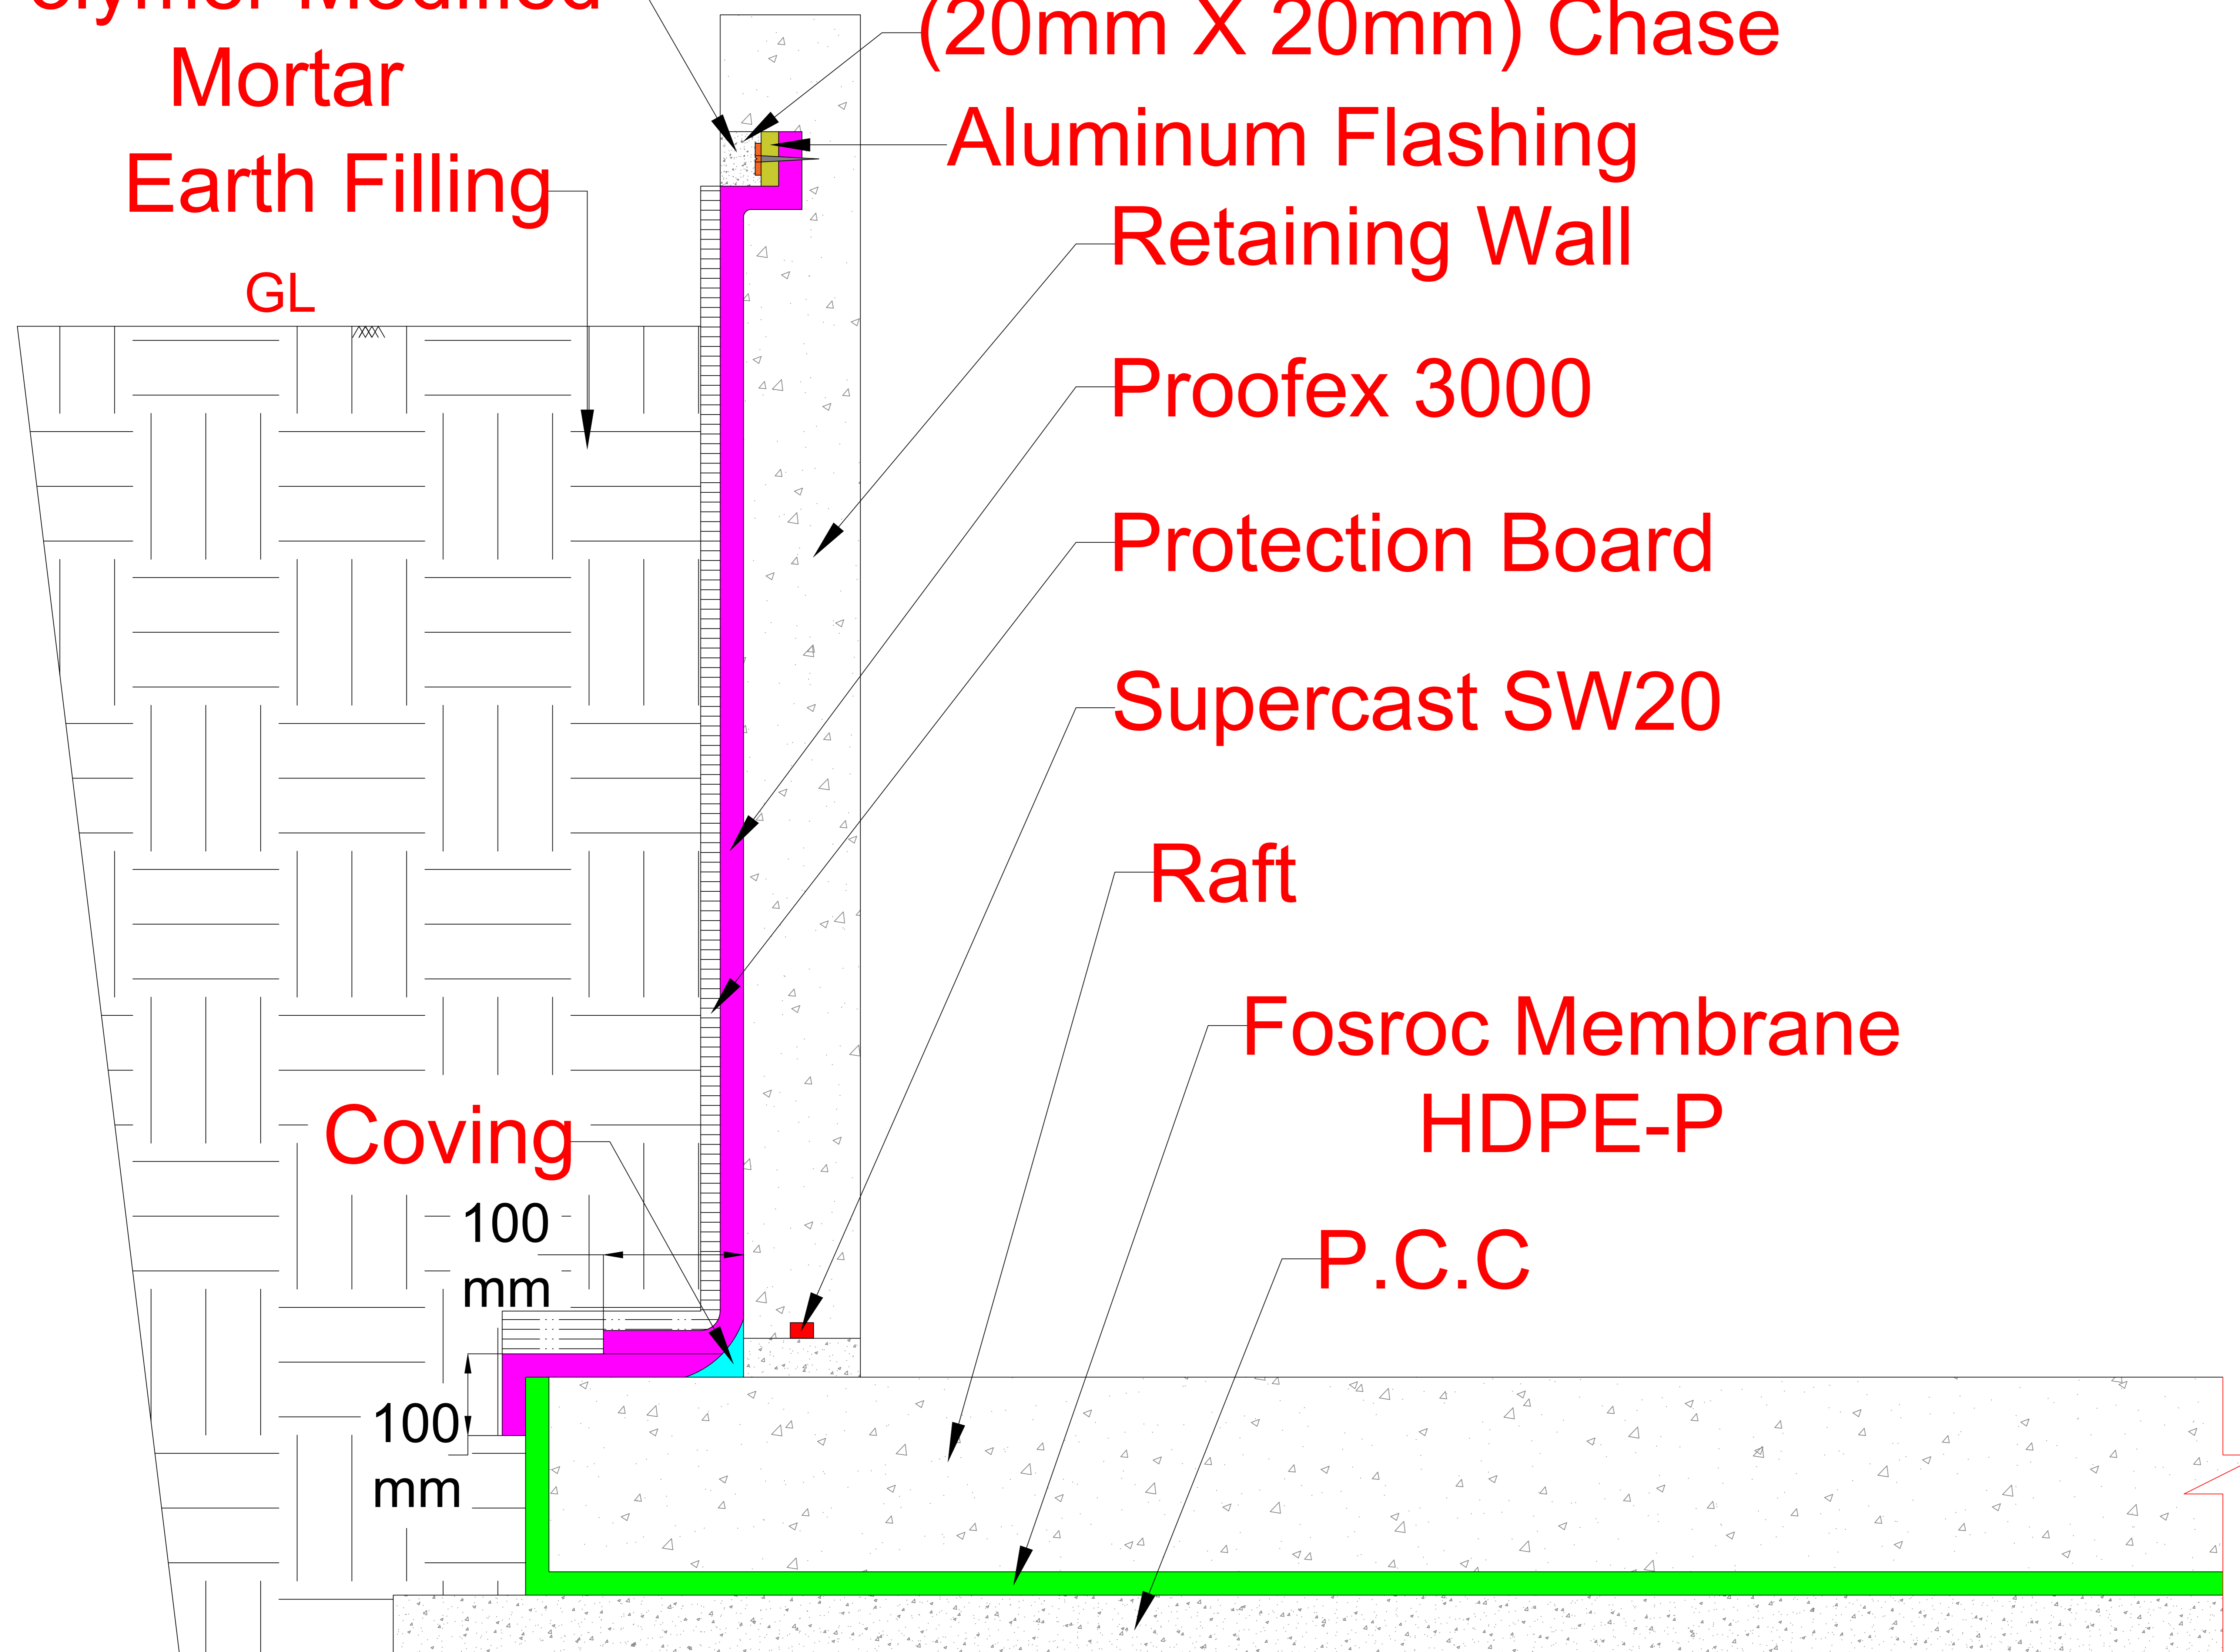 Modified
Mortar
Earth Filling
GL
(20mm X 20mm) Chase
Aluminum Flashing
Retaining Wall
Proofex 3000
Protection Board
Supercast SW20
Raft
Fosroc Membrane
HDPE-P
P.C.C
Coving
100
mm
100
mm